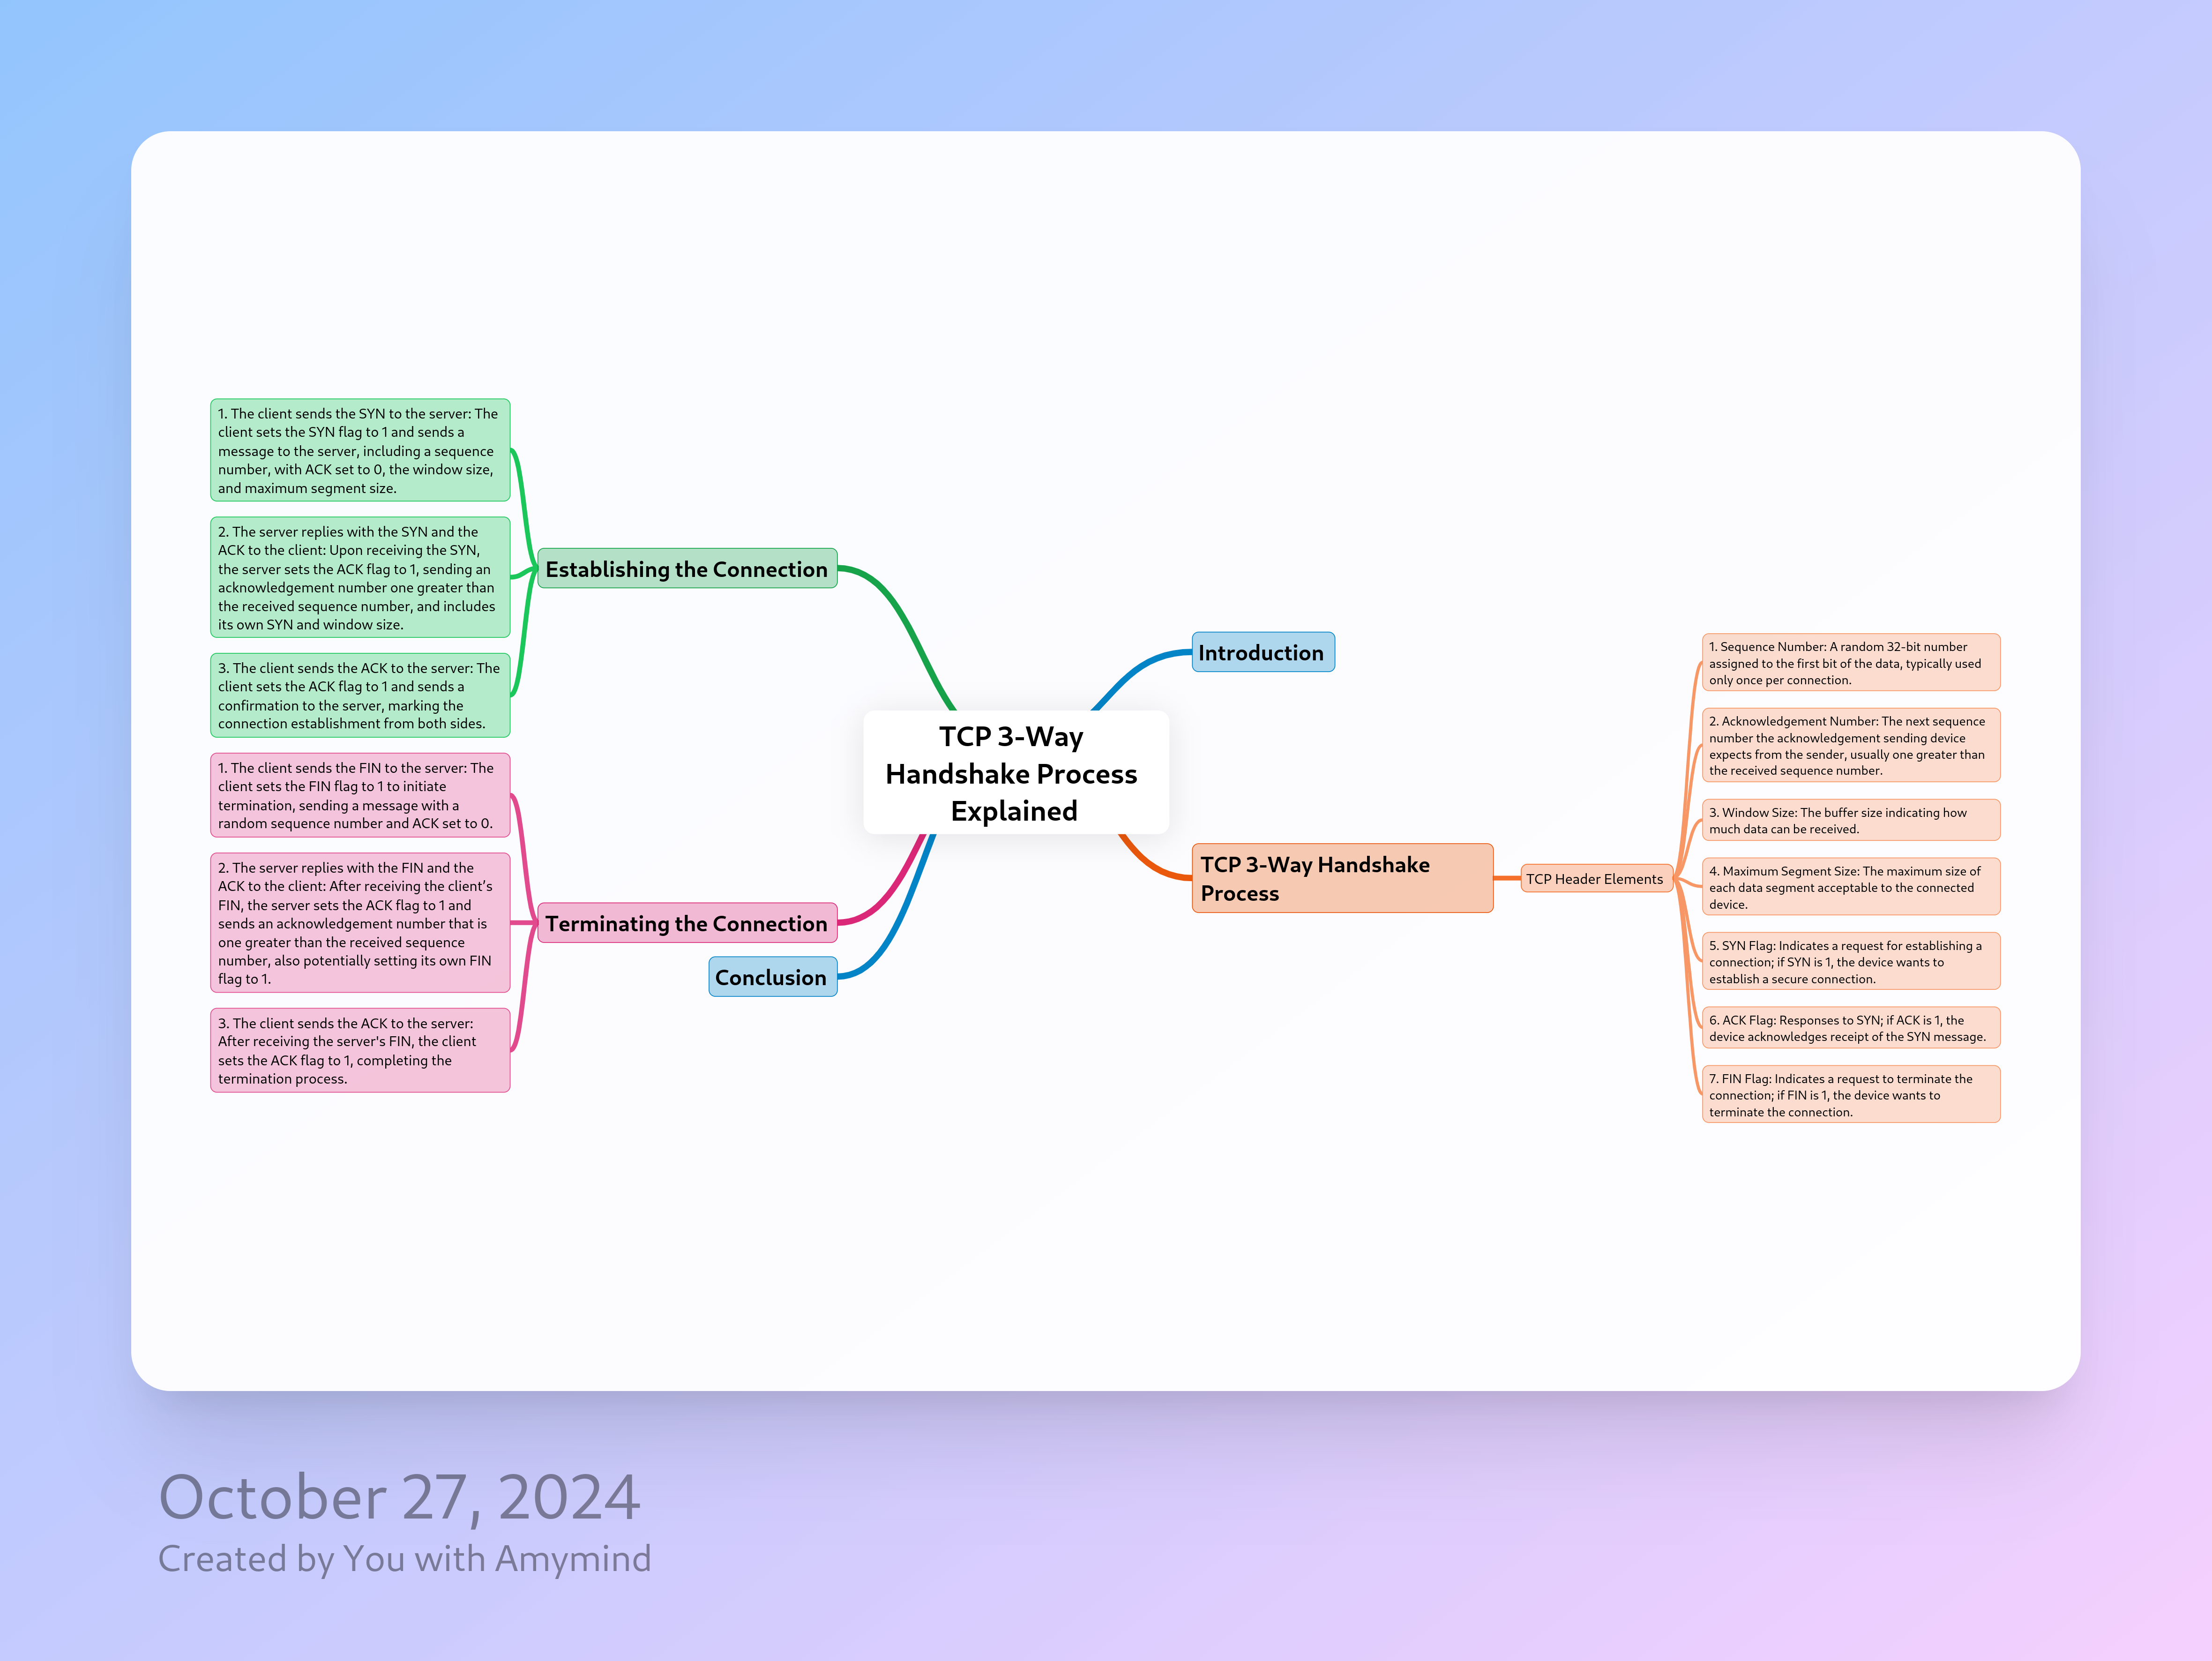 TCP 3-Way
Handshake Process
Explained
Introduction
TCP 3-Way Handshake
Process
TCP Header Elements
1. Sequence Number: A random 32-bit number
assigned to the first bit of the data, typically used
only once per connection.
2. Acknowledgement Number: The next sequence
number the acknowledgement sending device
expects from the sender, usually one greater than
the received sequence number.
3. Window Size: The buffer size indicating how
much data can be received.
4. Maximum Segment Size: The maximum size of
each data segment acceptable to the connected
device.
5. SYN Flag: Indicates a request for establishing a
connection; if SYN is 1, the device wants to
establish a secure connection.
6. ACK Flag: Responses to SYN; if ACK is 1, the
device acknowledges receipt of the SYN message.
7. FIN Flag: Indicates a request to terminate the
connection; if FIN is 1, the device wants to
terminate the connection.
Establishing the Connection
1. The client sends the SYN to the server: The
client sets the SYN flag to 1 and sends a
message to the server, including a sequence
number, with ACK set to 0, the window size,
and maximum segment size.
2. The server replies with the SYN and the
ACK to the client: Upon receiving the SYN,
the server sets the ACK flag to 1, sending an
acknowledgement number one greater than
the received sequence number, and includes
its own SYN and window size.
3. The client sends the ACK to the server: The
client sets the ACK flag to 1 and sends a
confirmation to the server, marking the
connection establishment from both sides.
Terminating the Connection
1. The client sends the FIN to the server: The
client sets the FIN flag to 1 to initiate
termination, sending a message with a
random sequence number and ACK set to 0.
2. The server replies with the FIN and the
ACK to the client: After receiving the client’s
FIN, the server sets the ACK flag to 1 and
sends an acknowledgement number that is
one greater than the received sequence
number, also potentially setting its own FIN
flag to 1.
3. The client sends the ACK to the server:
After receiving the server's FIN, the client
sets the ACK flag to 1, completing the
termination process.
Conclusion
October 27, 2024
Created by You with Amymind